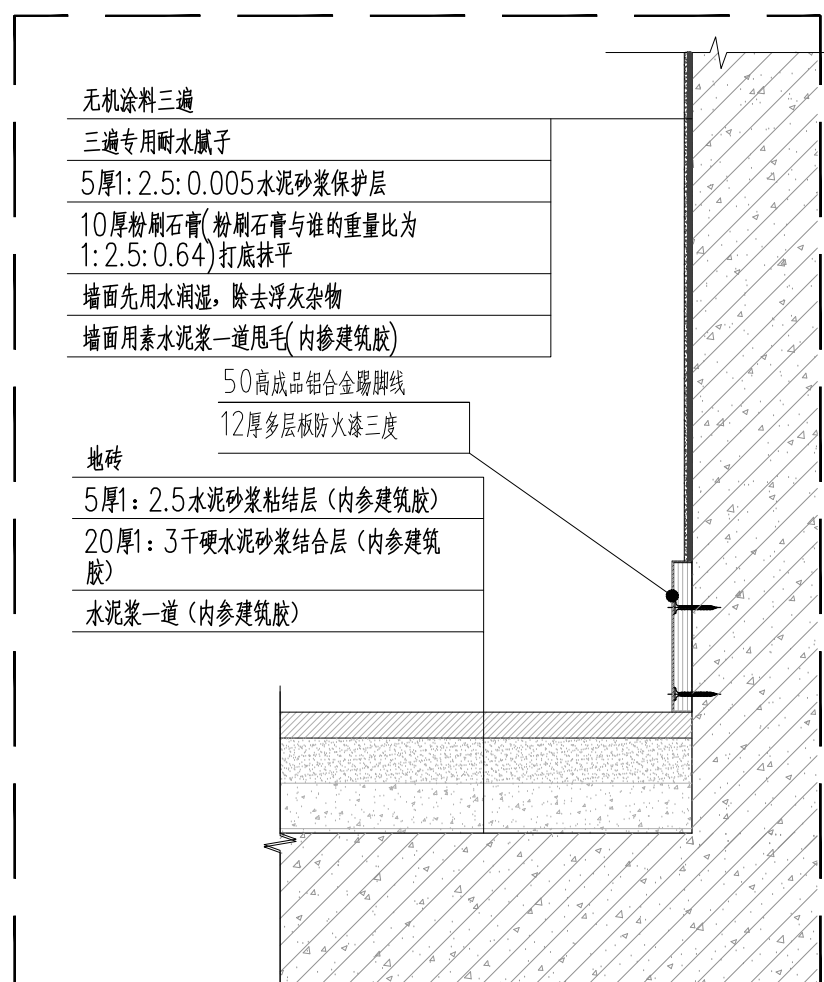 无机涂料三遍
三遍专用耐水腻子
5厚1:2.5:0.005水泥砂浆保护层
10厚粉刷石膏(粉刷石膏与谁的重量比为
1:2.5:0.64)打底抹平
墙面先用水润湿，除去浮灰杂物
墙面用素水泥浆一道甩毛(内掺建筑胶)
50高成品铝合金踢脚线
12厚多层板防火漆三度
地砖
5厚1：2.5水泥砂浆粘结层（内参建筑胶）
20厚1：3干硬水泥砂浆结合层（内参建筑
胶）
水泥浆一道（内参建筑胶）